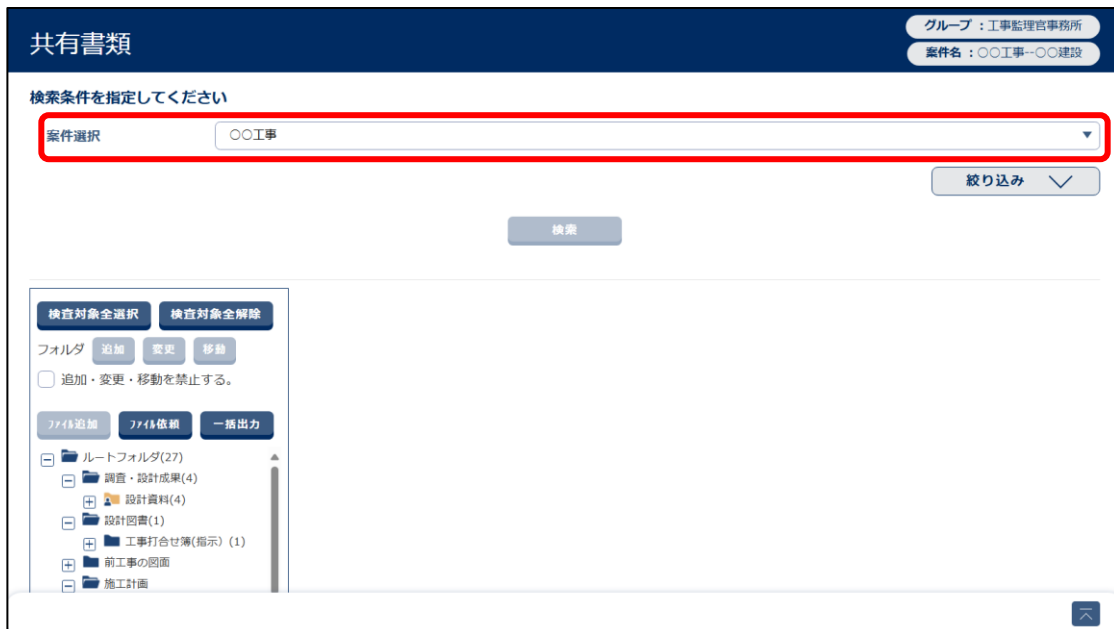 共有書類
グループ ：工事監理官事務所
案件名 ：〇〇工事--〇〇建設
検索条件を指定してください
案件選択 〇〇工事
絞り込み
検索
検査対象全選択 検査対象全解除
フォルダ 追加 変更 移動
追加・変更・移動を禁止する。
ﾌｧｲﾙ追加 ﾌｧｲﾙ依頼 一括出力
ルートフォルダ(27)
調査・設計成果(4)
設計資料(4)
設計図書(1)
工事打合せ簿(指示）(1)
前工事の図面
施工計画